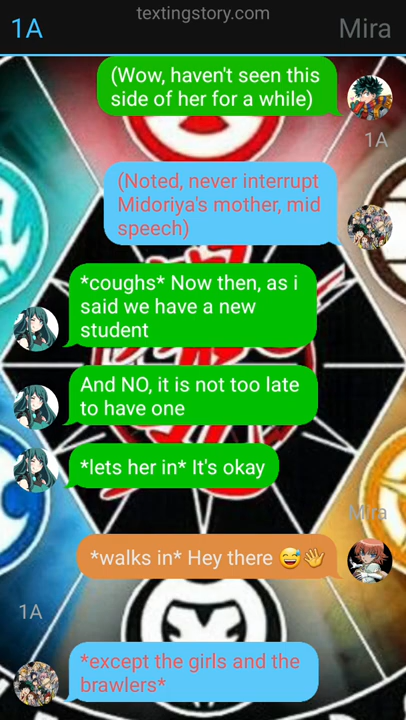 textingstory.com
1A
Mira
(Wow, haven't seen this
side of her for a while)
1A
(Noted, never interrupt
Midoriya's mother, mid
speech)
*coughs* Now then, as i
said we have a new
student
And NO, it is not too late
to have one
*lets her in* It's okay
Mira
*walks in* Hey there 😅👋
1A
*except the girls and the
brawlers*